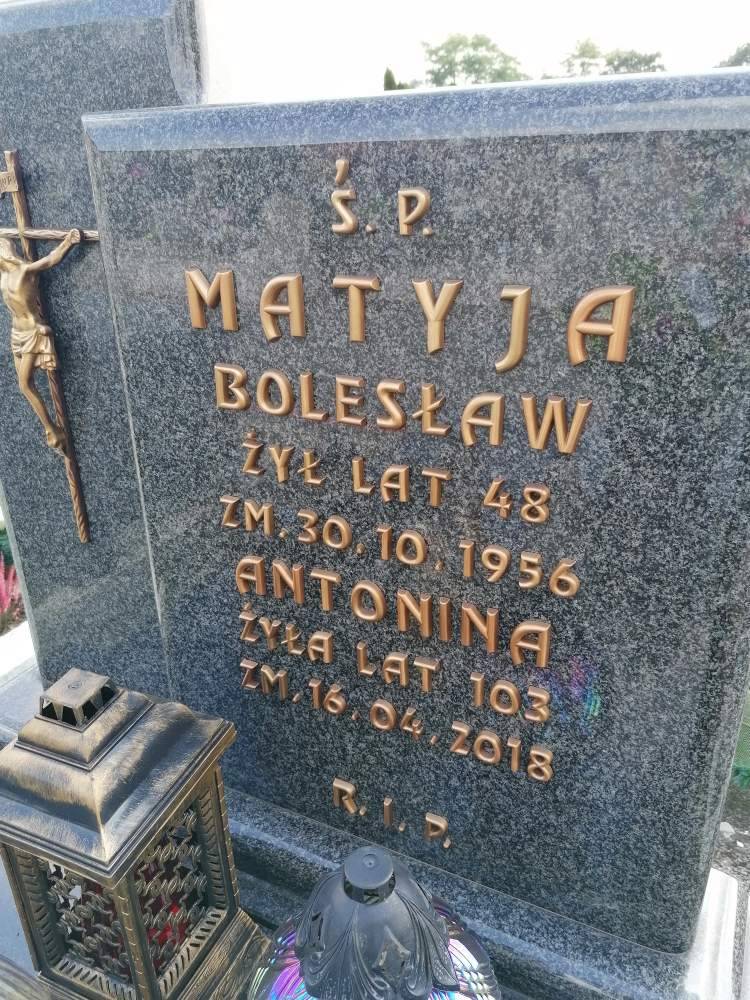 Ś. P.
MATYJA
BOLESŁAW
ŻYŁ LAT 48
ZM. 30. 10. 1956
ANTONINA
ŻYŁA LAT 103
ZM. 16. 04. 2018
R. I. P.